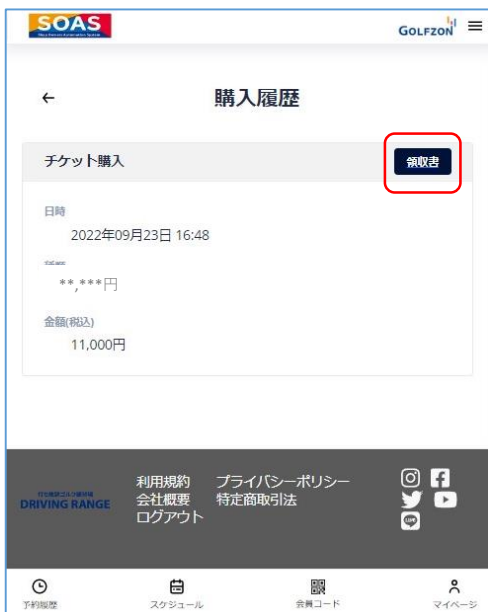 SOAS
GOLFZON
購入履歴
チケット購入
領収書
日時
2022年09月23日 16:48
**,***円
金額(税込)
11,000円
利用規約 プライバシーポリシー
会社概要 特定商取引法
ログアウト
DRIVING RANGE
LINE
予約履歴 スケジュール 会員コード マイページ